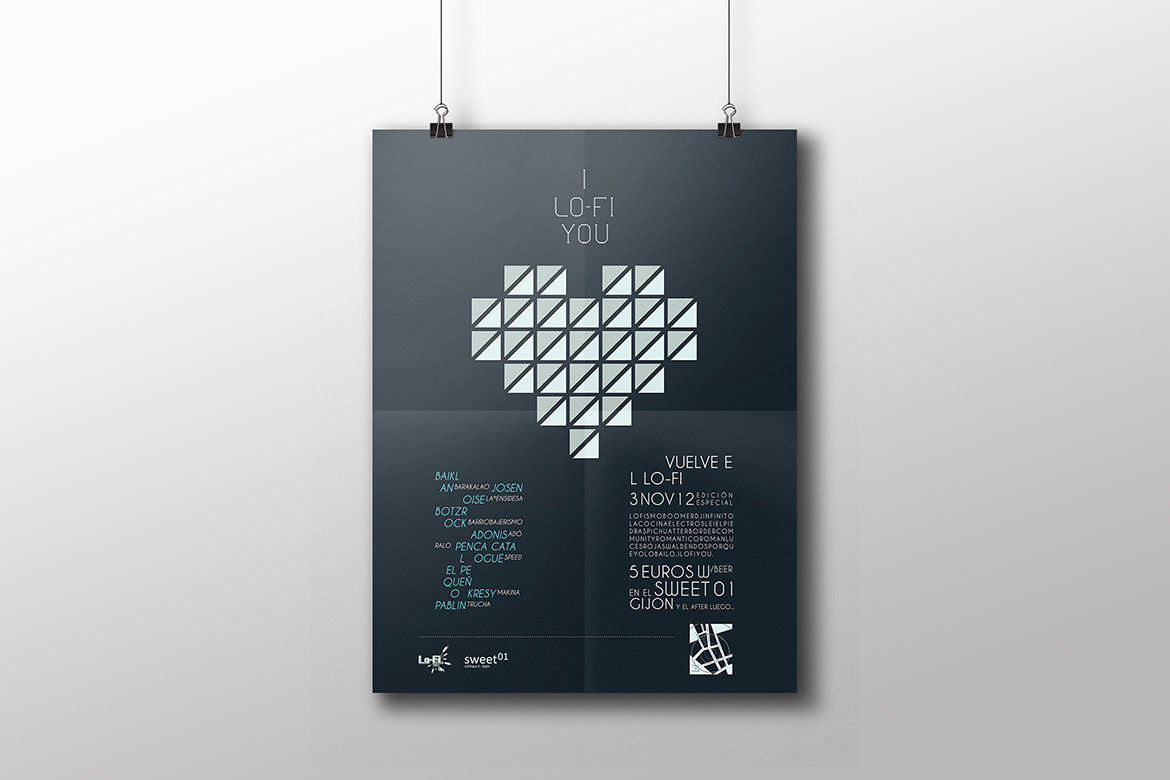 I
LO-FI
YOU
BAIKL
AN BARAKALAO JOSEN
OISE LA*ENSIDESA
BOTZR
OCK BARRIOBAJERISMO
ADONIS ADO
RALO PENCA CATA
L OGUE SPEED
EL PE
QUEÑ
O KRESY MAKINA
PABLIN TRUCHA
VUELVE E
L LO-FI
3 NOV 12 EDICIÓN
ESPECIAL
LOFISMOBOOMERDJINFINITO
LACOCINAELECTROSLEIELPIE
DRASPICHUATTERBORDERCOM
MUNITYROMANTICOROMANLU
CESROJASWALDENDOSPORQU
EYOLOBAILO, ILOFIYOU.
5 EUROS W/BEER
EN EL SWEET 01
GIJON Y EL AFTER LUEGO...
Lo-Fi
sweet01